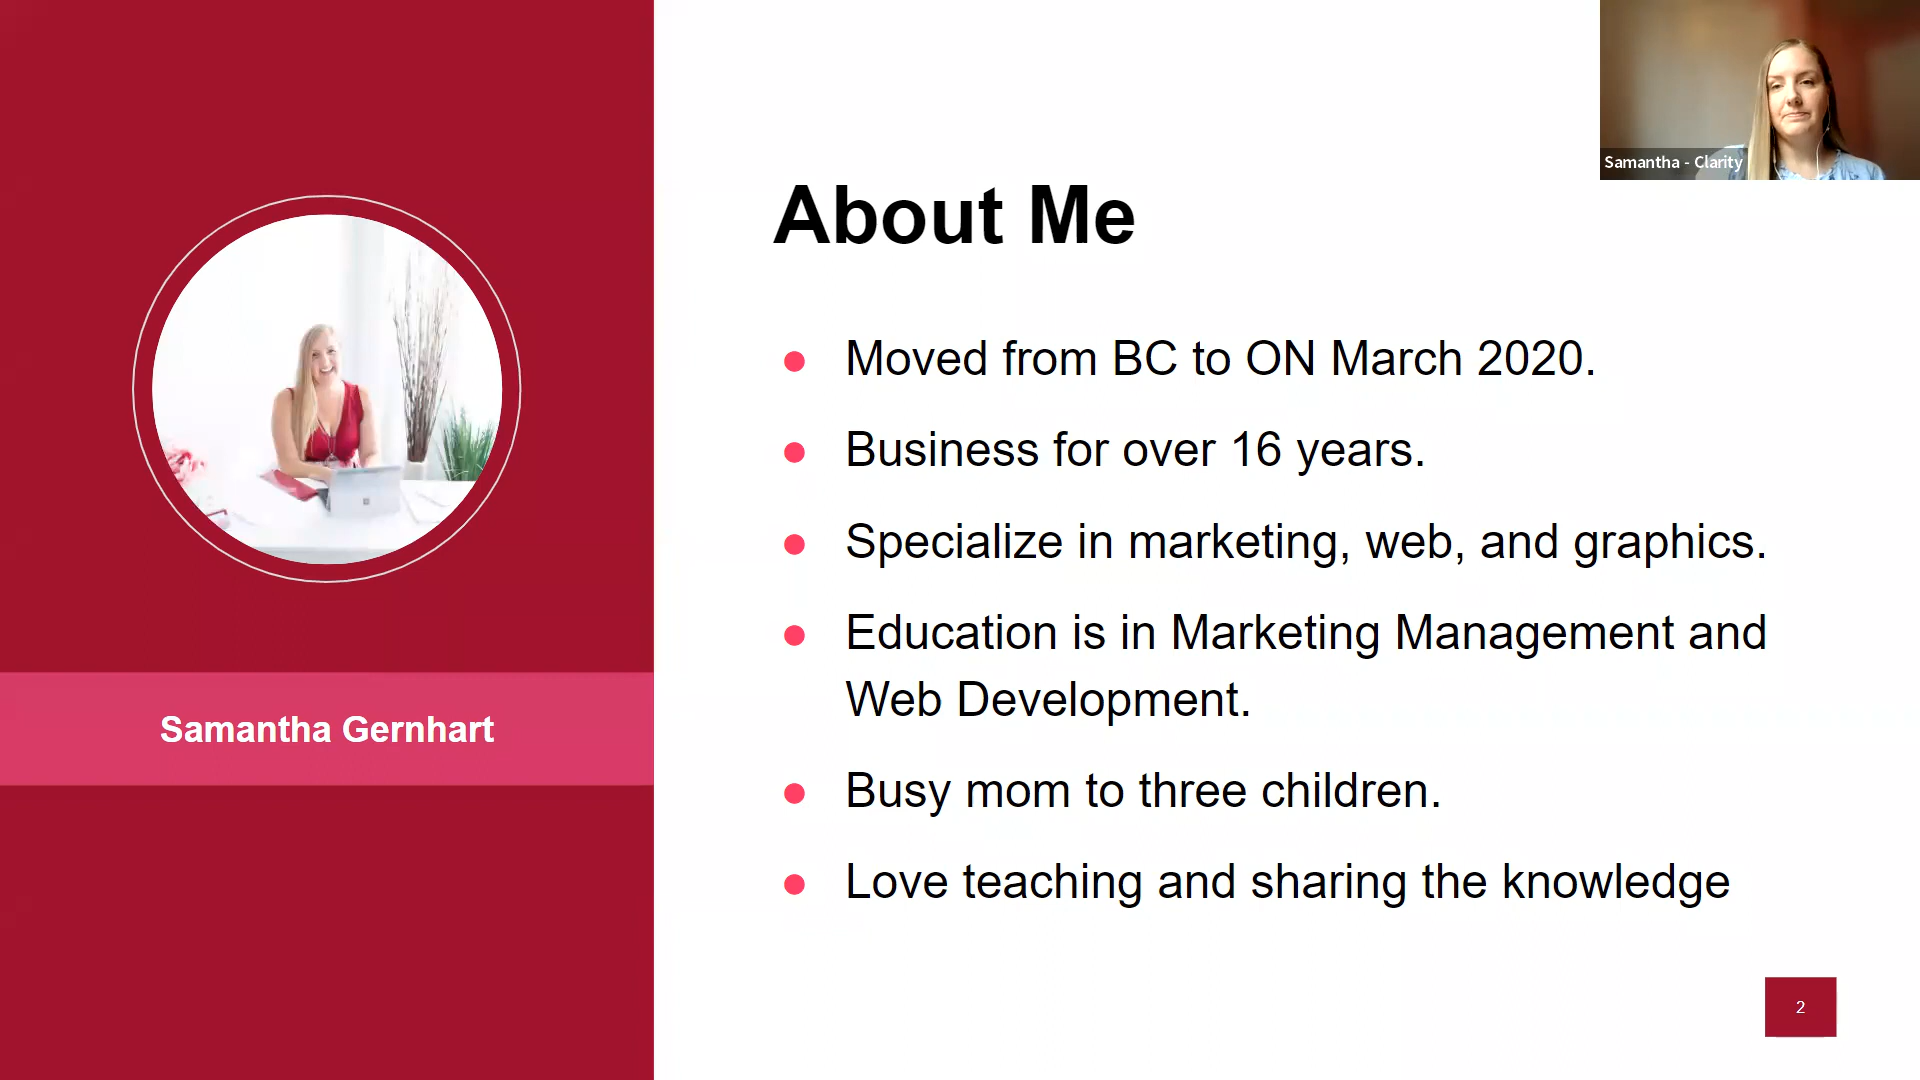 Samantha - Clarity
About Me
Moved from BC to ON March 2020.
Business for over 16 years.
Specialize in marketing, web, and graphics.
Education is in Marketing Management and
Web Development.
Busy mom to three children.
Love teaching and sharing the knowledge
Samantha Gernhart
2